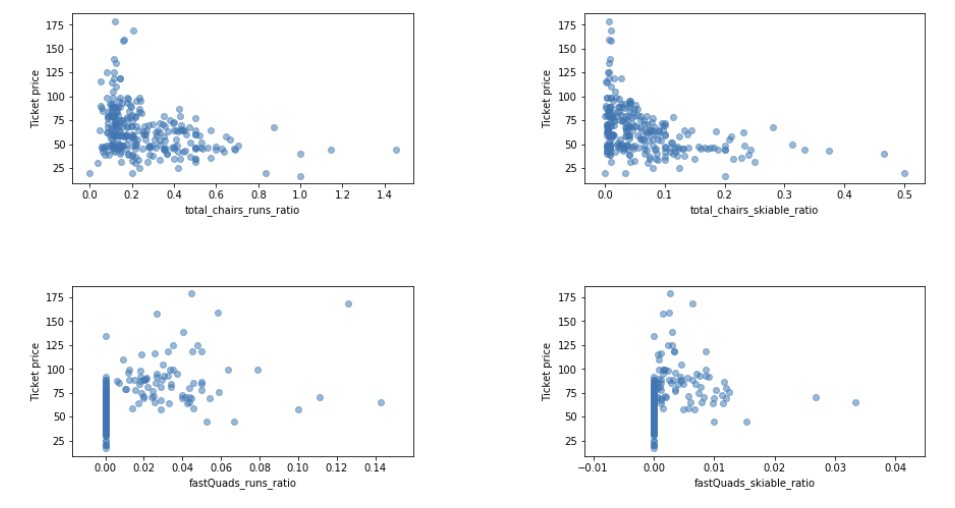 175
150
125
100
75
50
25
Ticket price
0.0 0.2 0.4 0.6 0.8 1.0 1.2 1.4
total_chairs_runs_ratio
175
150
125
100
75
50
25
Ticket price
0.0 0.1 0.2 0.3 0.4 0.5
total_chairs_skiable_ratio
175
150
125
100
75
50
25
Ticket price
0.00 0.02 0.04 0.06 0.08 0.10 0.12 0.14
fastQuads_runs_ratio
175
150
125
100
75
50
25
Ticket price
−0.01 0.00 0.01 0.02 0.03 0.04
fastQuads_skiable_ratio